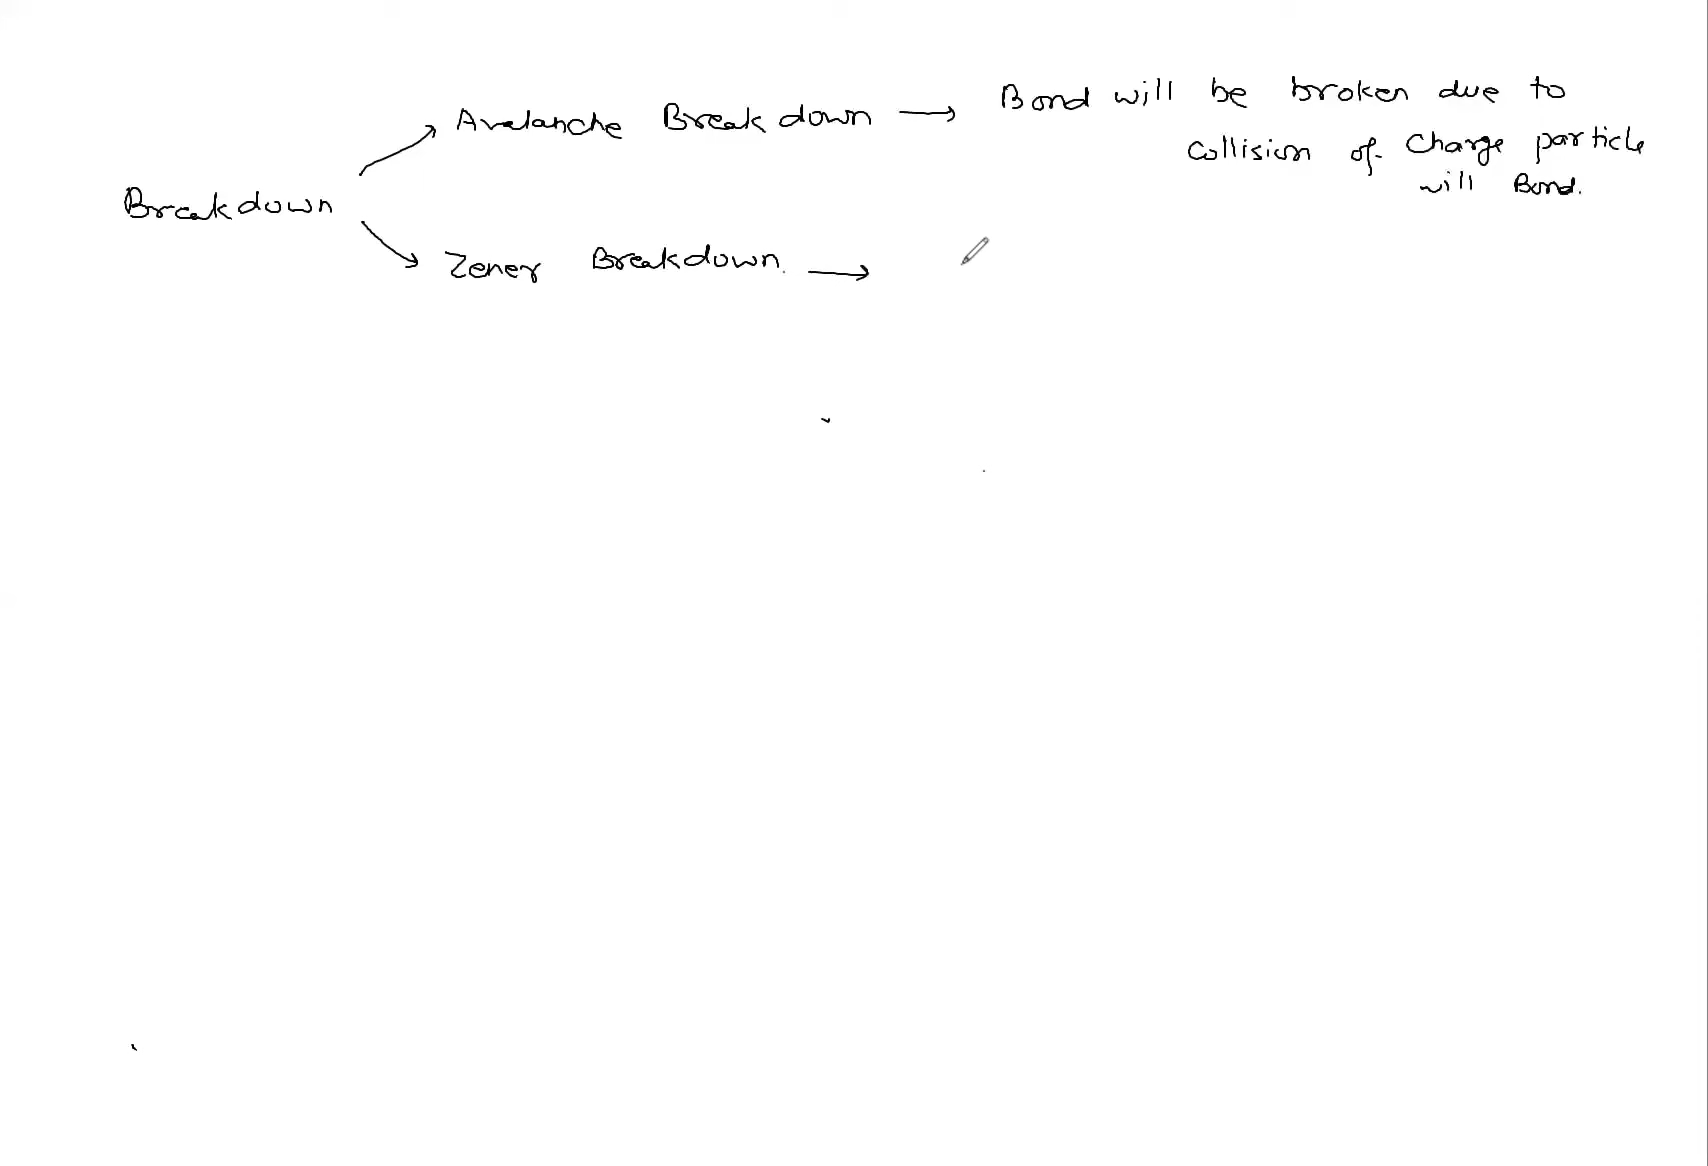 Avalanche Breakdown → Bond will be broken due to
collision of charge particle
will Bond.
Breakdown
Zener Breakdown. →